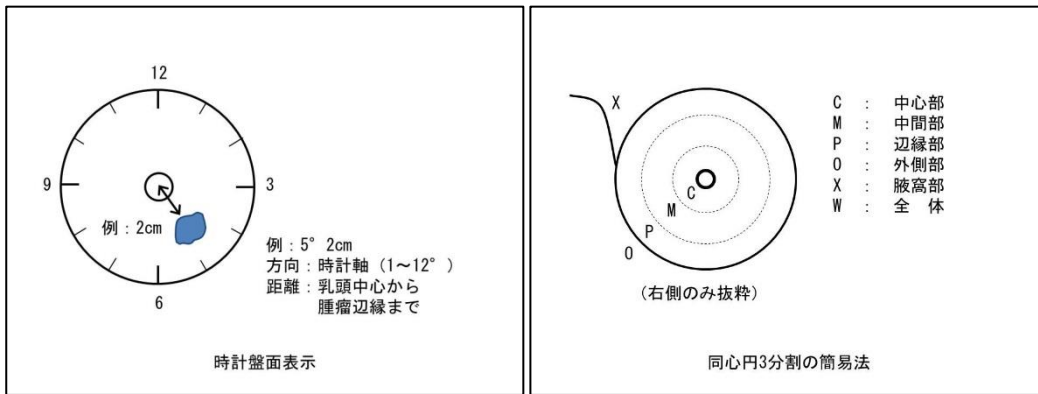 12
9
3
例：2cm
6
例：5° 2cm
方向：時計軸（1～12°）
距離：乳頭中心から
腫瘤辺縁まで
時計盤面表示
X
C
M
P
O
C ： 中心部
M ： 中間部
P ： 辺縁部
O ： 外側部
X ： 腋窩部
W ： 全 体
（右側のみ抜粋）
同心円3分割の簡易法